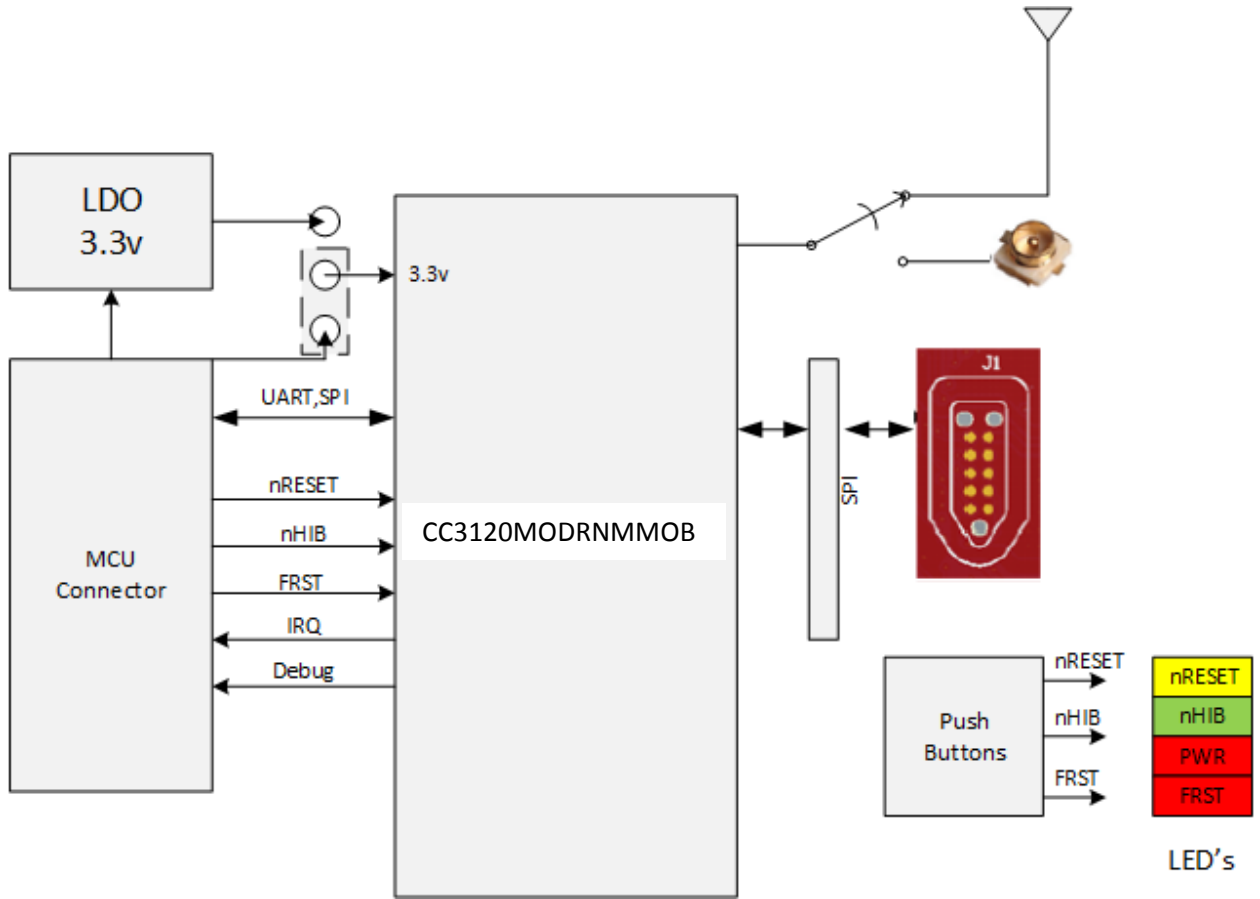 LDO
3.3v
3.3v
UART,SPI
nRESET
nHIB
FRST
IRQ
Debug
MCU
Connector
CC3120MODRNMMOB
SPI
J1
Push
Buttons
nRESET
nHIB
FRST
nRESET
nHIB
PWR
FRST
LED's